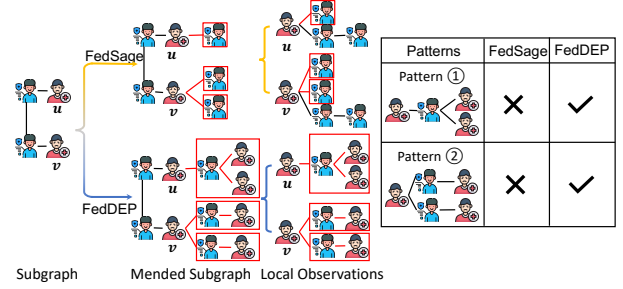 FedSage
u
v
u
v
u
v
FedDEP
u
v
u
v
Subgraph
Mended Subgraph
Local Observations
Patterns
FedSage
FedDEP
Pattern ①
Pattern ②